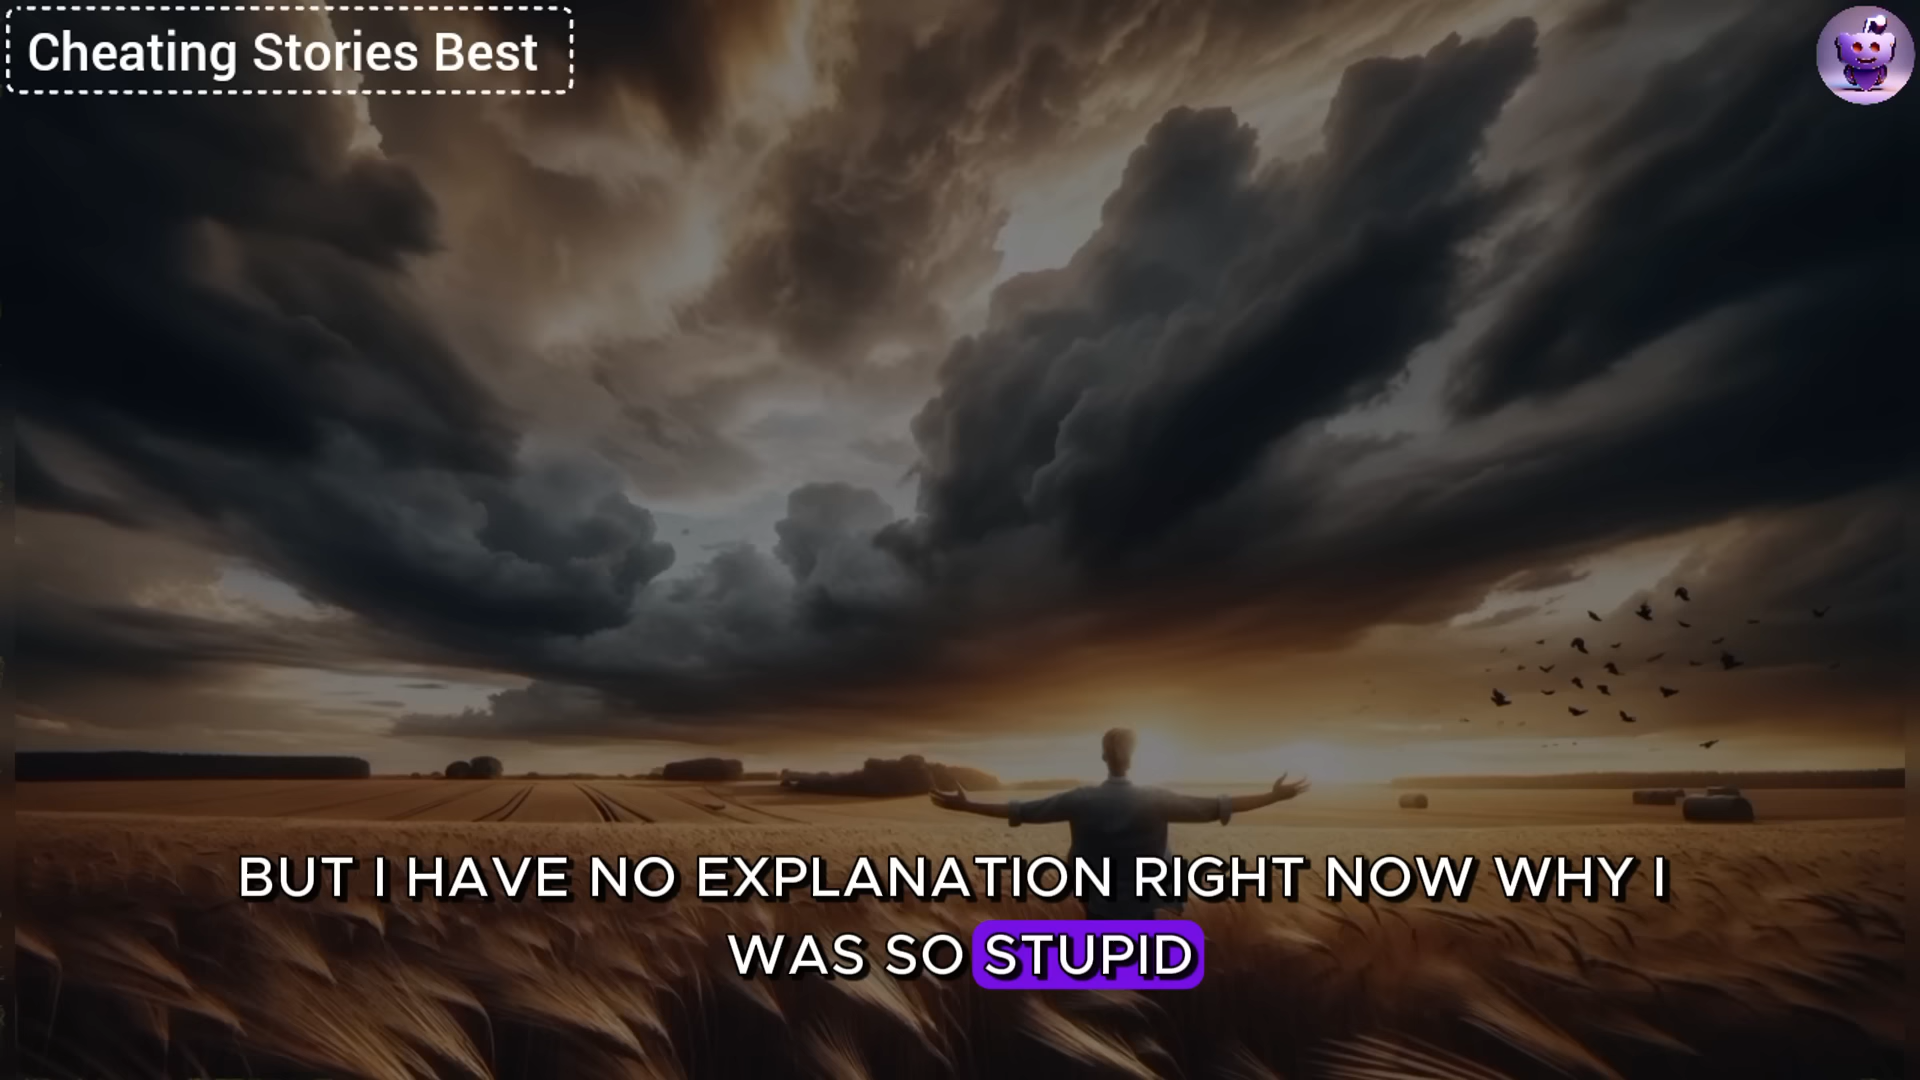 Cheating Stories Best
BUT I HAVE NO EXPLANATION RIGHT NOW WHY I
WAS SO STUPID